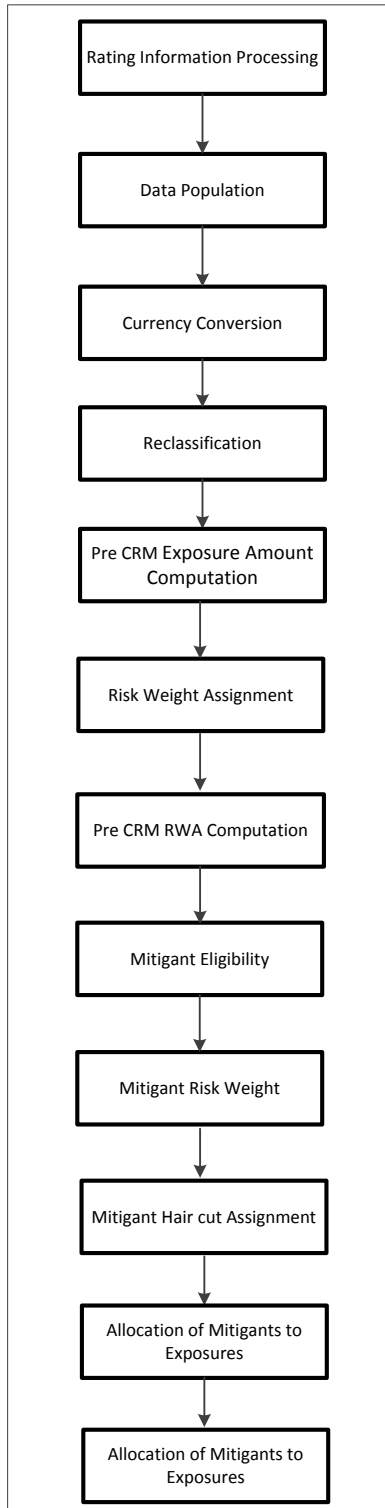 Rating Information Processing
Data Population
Currency Conversion
Reclassification
Pre CRM Exposure Amount
Computation
Risk Weight Assignment
Pre CRM RWA Computation
Mitigant Eligibility
Mitigant Risk Weight
Mitigant Hair cut Assignment
Allocation of Mitigants to
Exposures
Allocation of Mitigants to
Exposures